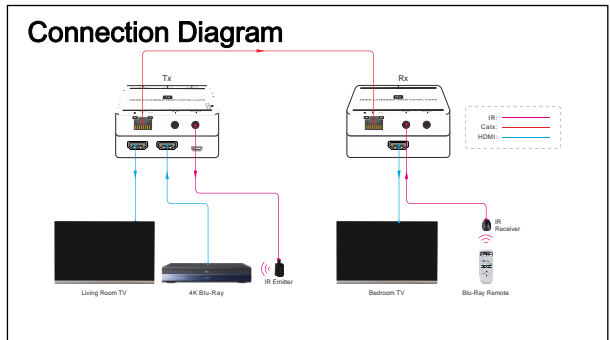 Connection Diagram
Tx
Rx
IR:
Catx:
HDMI:
IR
Receiver
IR Emitter
Living Room TV
4K Blu-Ray
Bedroom TV
Blu-Ray Remote